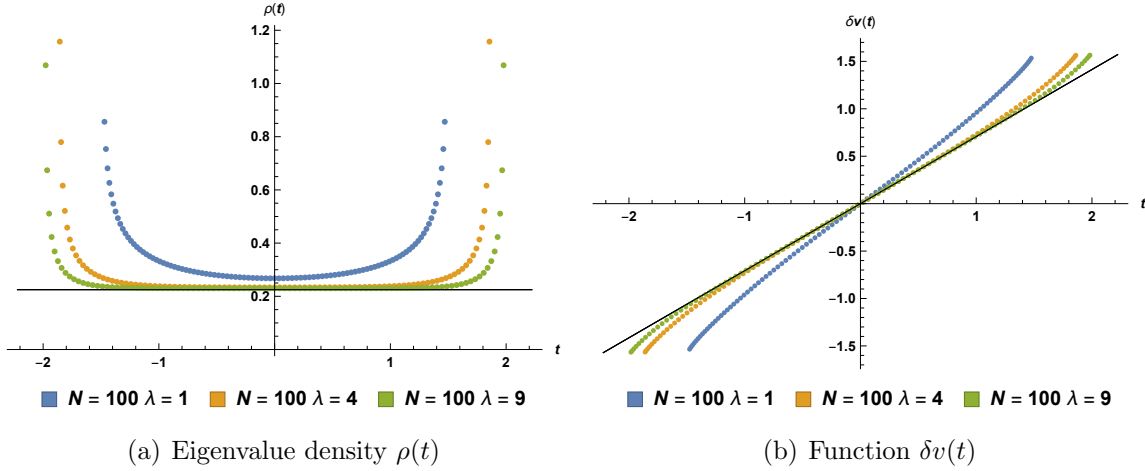 ρ(t)
1.2
1.0
0.8
0.6
0.4
0.2
−2 −1 1 2 t
N = 100 λ = 1 N = 100 λ = 4 N = 100 λ = 9
(a) Eigenvalue density ρ(t)
δv(t)
1.5
1.0
0.5
−2 −1 1 2 t
−0.5
−1.0
−1.5
N = 100 λ = 1 N = 100 λ = 4 N = 100 λ = 9
(b) Function δv(t)